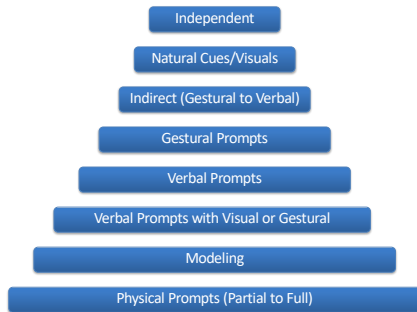 Independent
Natural Cues/Visuals
Indirect (Gestural to Verbal)
Gestural Prompts
Verbal Prompts
Verbal Prompts with Visual or Gestural
Modeling
Physical Prompts (Partial to Full)